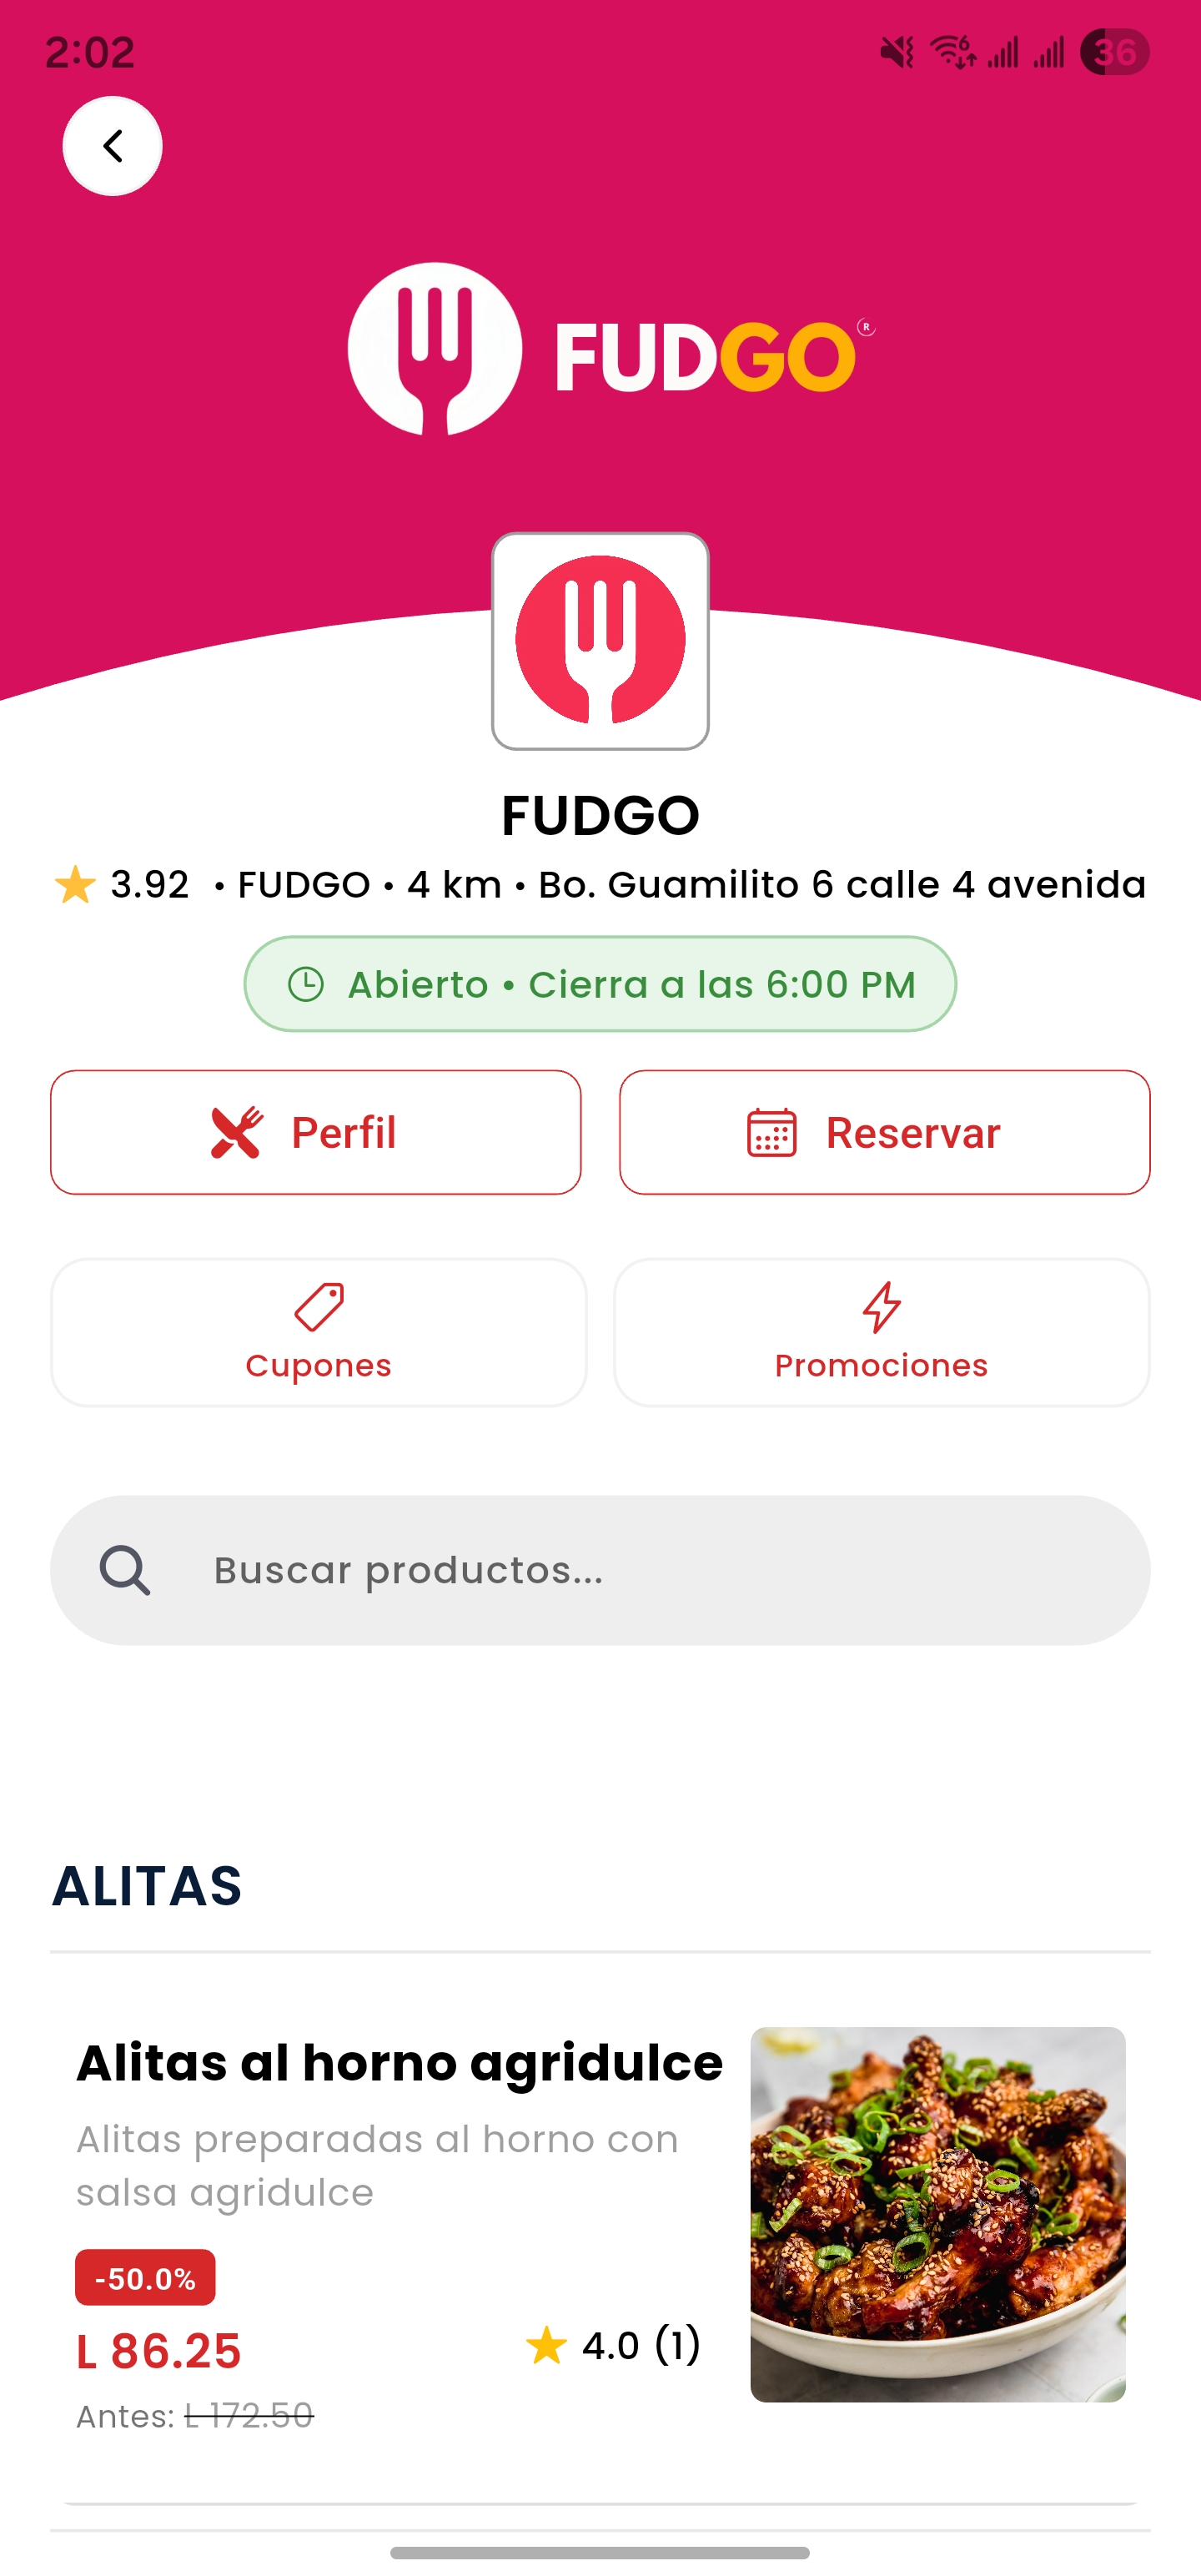 2:02
6
36
FUDGO®
FUDGO
3.92 • FUDGO • 4 km • Bo. Guamilito 6 calle 4 avenida
Abierto • Cierra a las 6:00 PM
Perfil
Reservar
Cupones
Promociones
Buscar productos...
ALITAS
Alitas al horno agridulce
Alitas preparadas al horno con
salsa agridulce
-50.0%
L 86.25
4.0 (1)
Antes: L 172.50